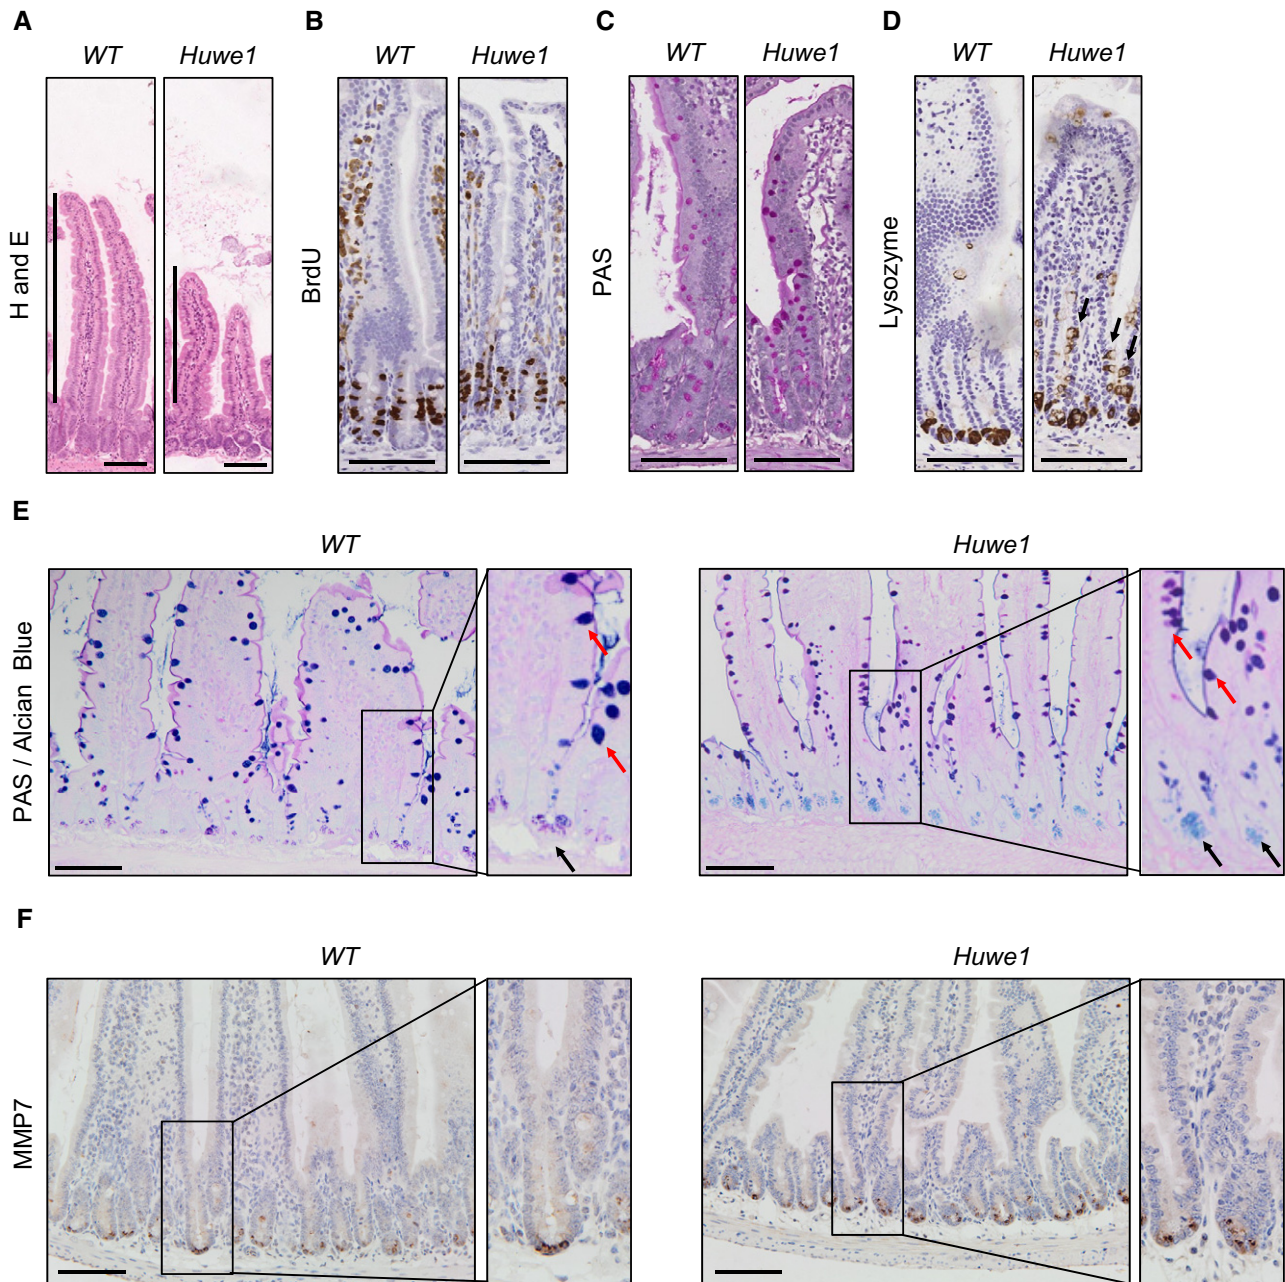 A
B
C
D
WT
Huwe1
WT
Huwe1
WT
Huwe1
WT
Huwe1
H and E
BrdU
PAS
Lysozyme
E
WT
Huwe1
PAS / Alcian Blue
F
WT
Huwe1
MMP7